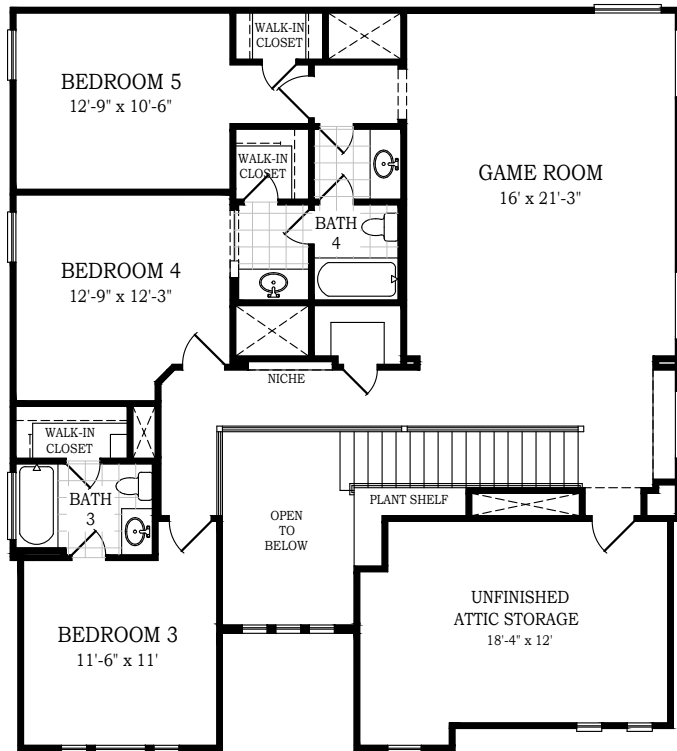 WALK-IN
CLOSET
BEDROOM 5
12'-9" x 10'-6"
WALK-IN
CLOSET
GAME ROOM
16' x 21'-3"
BATH
4
BEDROOM 4
12'-9" x 12'-3"
NICHE
WALK-IN
CLOSET
BATH
3
PLANT SHELF
OPEN
TO
BELOW
UNFINISHED
ATTIC STORAGE
18'-4" x 12'
BEDROOM 3
11'-6" x 11'